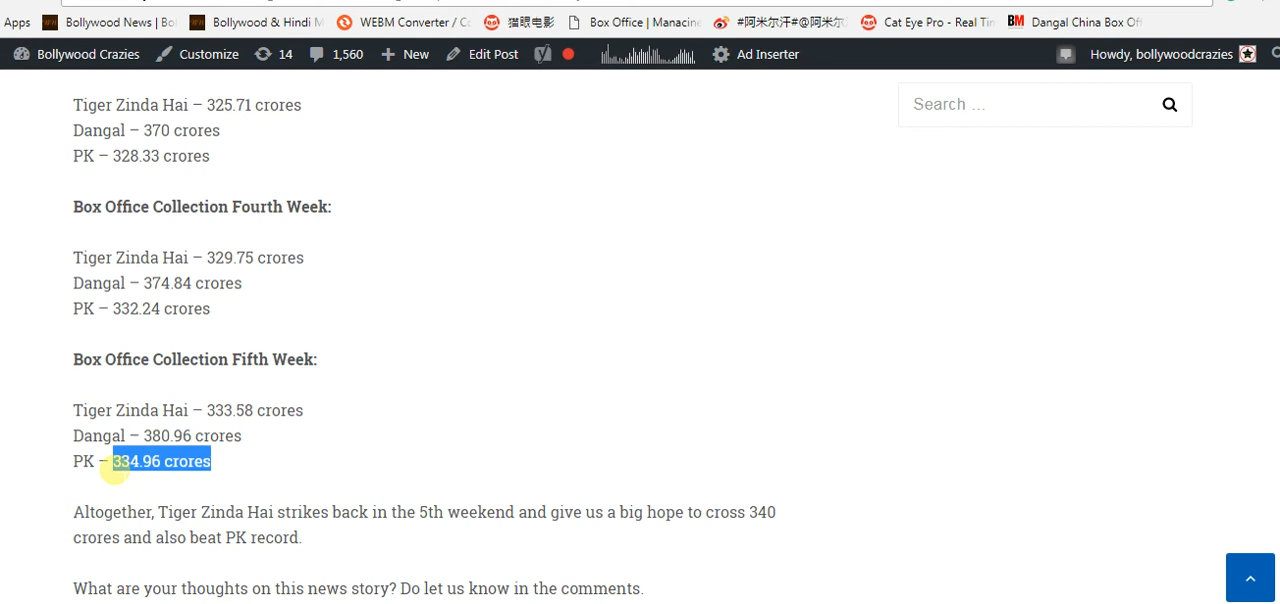 Apps Bollywood News | Bol Bollywood & Hindi M WEBM Converter / Co 猫眼电影 Box Office | Manacine #阿米尔汗#@阿米尔 Cat Eye Pro - Real Tim BM Dangal China Box Off
Bollywood Crazies Customize 14 1,560 New Edit Post Ad Inserter Howdy, bollywoodcrazies
Tiger Zinda Hai – 325.71 crores
Search …
Dangal – 370 crores
PK – 328.33 crores
Box Office Collection Fourth Week:
Tiger Zinda Hai – 329.75 crores
Dangal – 374.84 crores
PK – 332.24 crores
Box Office Collection Fifth Week:
Tiger Zinda Hai – 333.58 crores
Dangal – 380.96 crores
PK – 334.96 crores
Altogether, Tiger Zinda Hai strikes back in the 5th weekend and give us a big hope to cross 340
crores and also beat PK record.
What are your thoughts on this news story? Do let us know in the comments.